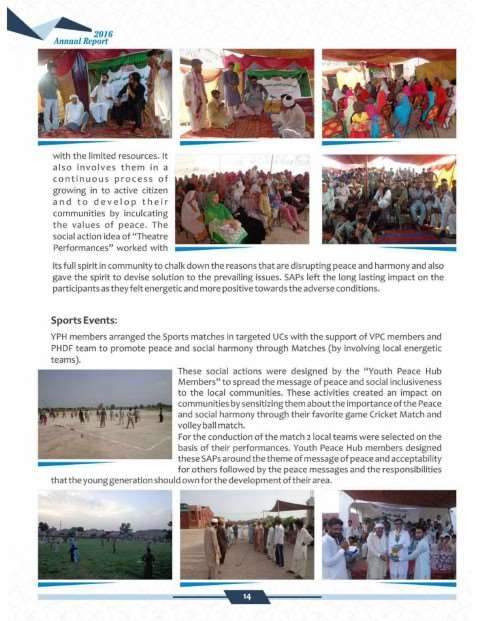 2016
Annual Report
with the limited resources. It
also involves them in a
continuous process of
growing in to active citizen
and to develop their
communities by inculcating
the values of peace. The
social action idea of "Theatre
Performances" worked with
its full spirit in community to chalk down the reasons that are disrupting peace and harmony and also
gave the spirit to devise solution to the prevailing issues. SAPs left the long lasting impact on the
participants as they felt energetic and more positive towards the adverse conditions.
Sports Events:
YPH members arranged the Sports matches in targeted UCs with the support of VPC members and
PHDF team to promote peace and social harmony through Matches (by involving local energetic
teams).
These social actions were designed by the "Youth Peace Hub
Members" to spread the message of peace and social inclusiveness
to the local communities. These activities created an impact on
communities by sensitizing them about the importance of the Peace
and social harmony through their favorite game Cricket Match and
volley ball match.
For the conduction of the match 2 local teams were selected on the
basis of their performances. Youth Peace Hub members designed
these SAPs around the theme of message of peace and acceptability
for others followed by the peace messages and the responsibilities
that the young generation should own for the development of their area.
14